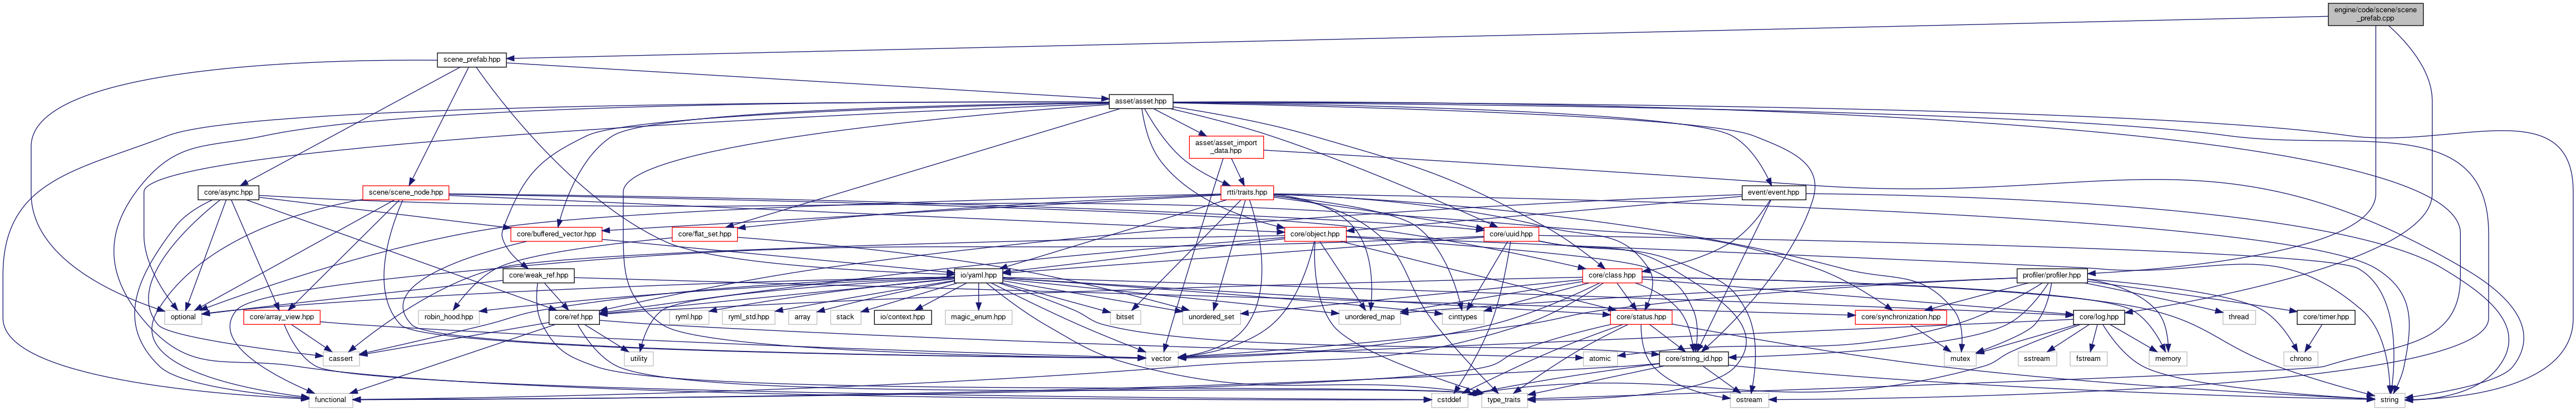 engine/code/scene/scene
_prefab.cpp
scene_prefab.hpp
asset/asset.hpp
asset/asset_import
_data.hpp
core/async.hpp
scene/scene_node.hpp
rtti/traits.hpp
event/event.hpp
core/buffered_vector.hpp
core/flat_set.hpp
core/object.hpp
core/uuid.hpp
core/weak_ref.hpp
io/yaml.hpp
core/class.hpp
profiler/profiler.hpp
optional
core/array_view.hpp
robin_hood.hpp
core/ref.hpp
ryml.hpp
ryml_std.hpp
array
stack
io/context.hpp
magic_enum.hpp
bitset
unordered_set
unordered_map
cinttypes
core/status.hpp
core/synchronization.hpp
core/log.hpp
thread
core/timer.hpp
cassert
utility
vector
atomic
core/string_id.hpp
mutex
sstream
fstream
memory
chrono
functional
cstddef
type_traits
ostream
string